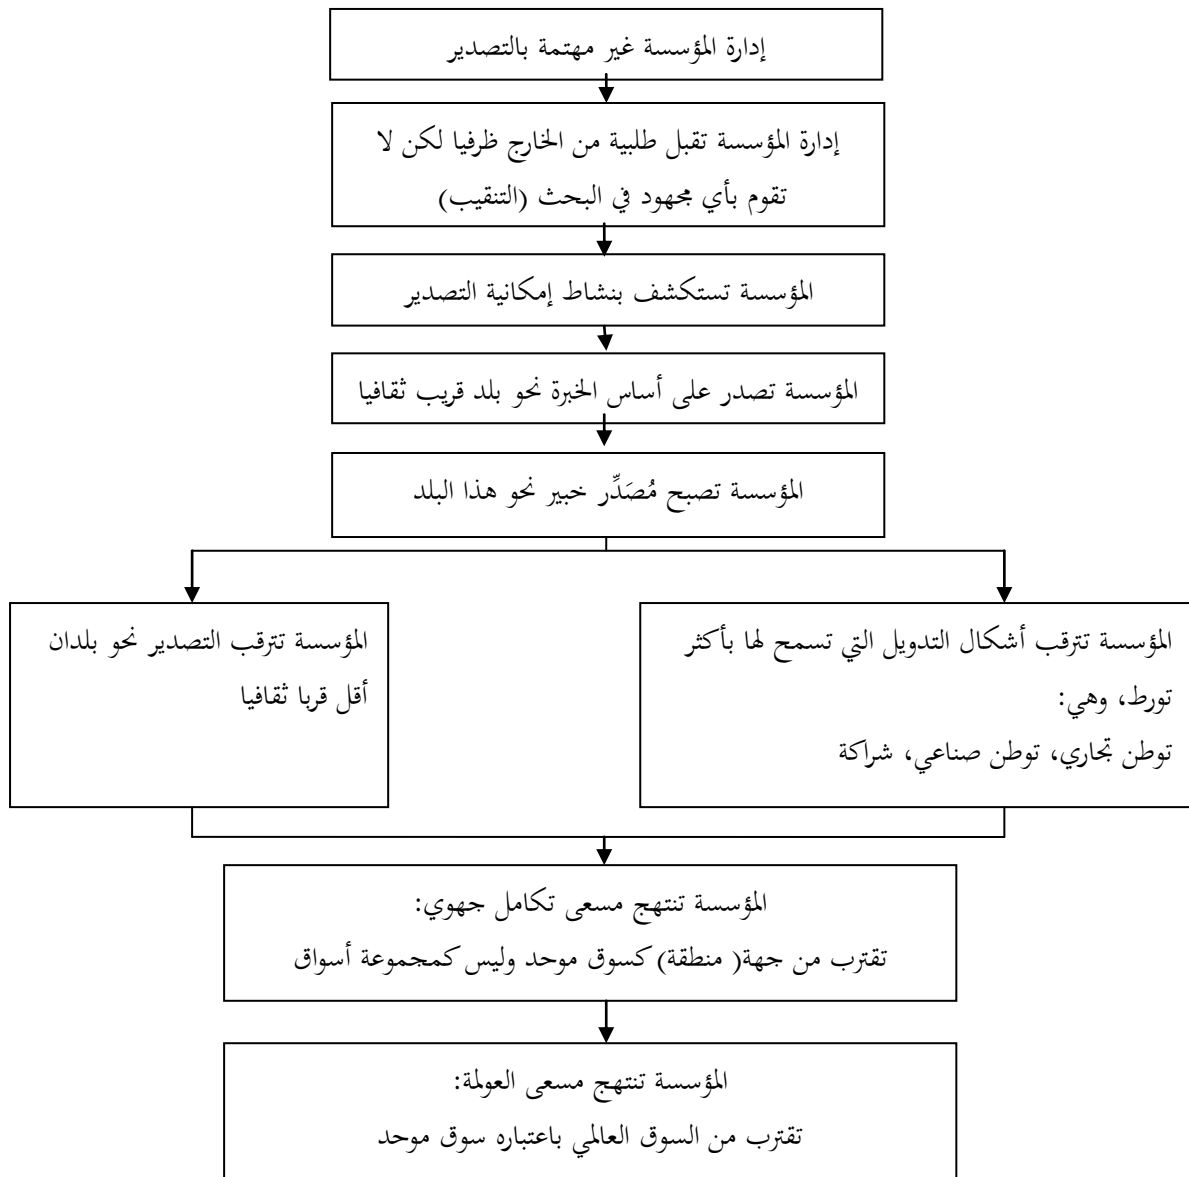 إدارة المؤسسة غير مهتمة بالتصدير
إدارة المؤسسة تقبل طلبية من الخارج ظرفيا لكن لا
تقوم بأي مجهود في البحث (التنقيب)
المؤسسة تستكشف بنشاط إمكانية التصدير
المؤسسة تصدر على أساس الخبرة نحو بلد قريب ثقافيا
المؤسسة تصبح مُصَدِّر خبير نحو هذا البلد
المؤسسة تترقب أشكال التدويل التي تسمح لها بأكثر
تورط، وهي:
توطن تجاري، توطن صناعي، شراكة
المؤسسة تترقب التصدير نحو بلدان
أقل قربا ثقافيا
المؤسسة تنتهج مسعى تكامل جهوي:
تقترب من جهة( منطقة) كسوق موحد وليس كمجموعة أسواق
المؤسسة تنتهج مسعى العولمة:
تقترب من السوق العالمي باعتباره سوق موحد